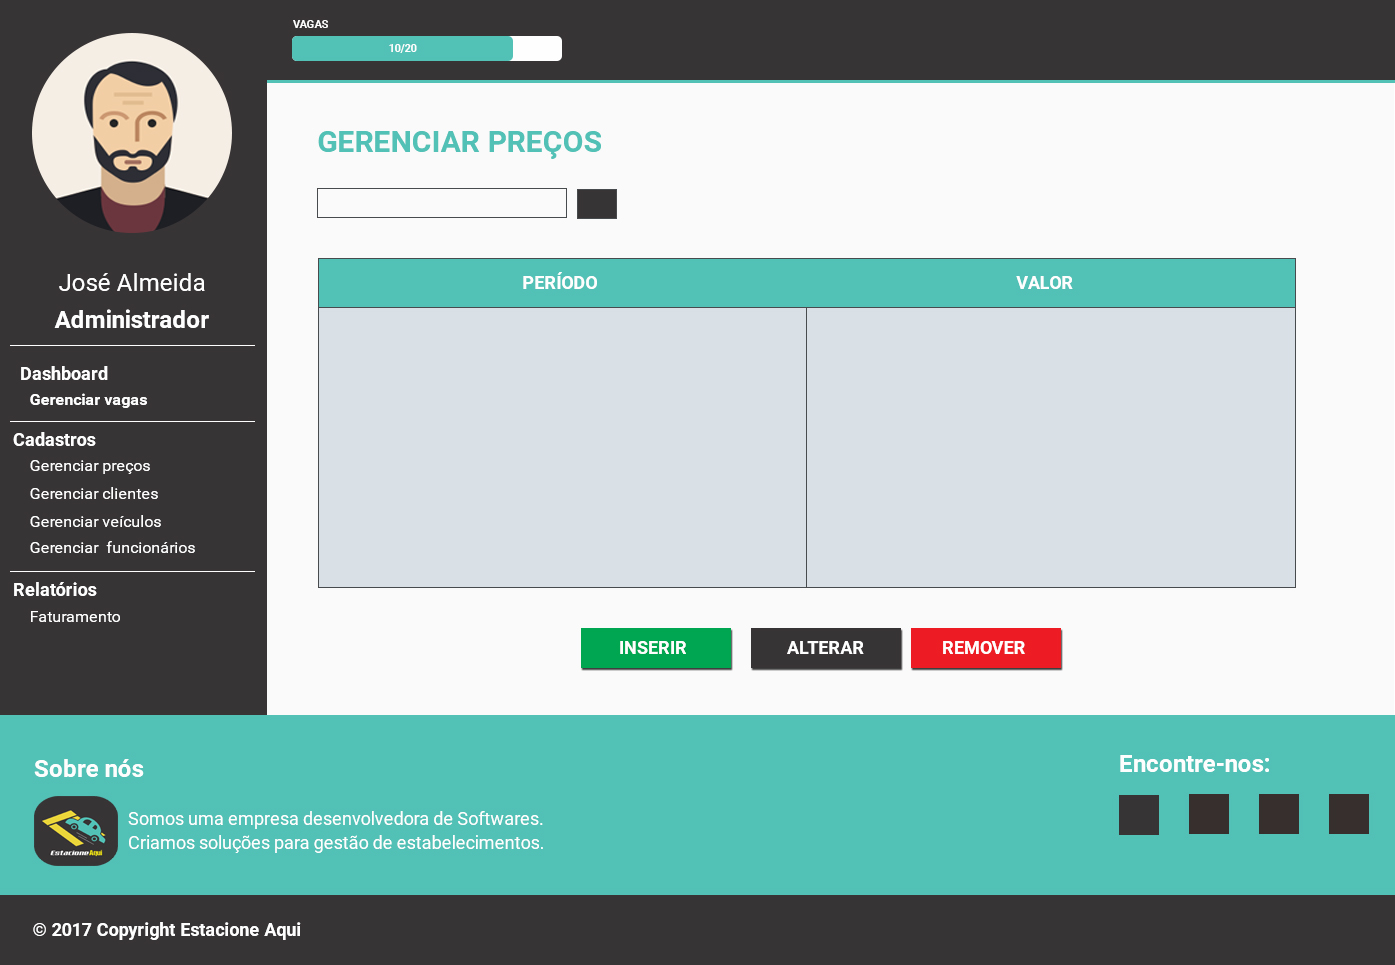 VAGAS
10/20
José Almeida
Administrador
Dashboard
Gerenciar vagas
Cadastros
Gerenciar preços
Gerenciar clientes
Gerenciar veículos
Gerenciar  funcionários
Relatórios
Faturamento
GERENCIAR PREÇOS
PERÍODO VALOR
INSERIR ALTERAR REMOVER
Sobre nós
EstacioneAqui
Somos uma empresa desenvolvedora de Softwares.
Criamos soluções para gestão de estabelecimentos.
Encontre-nos:
© 2017 Copyright Estacione Aqui